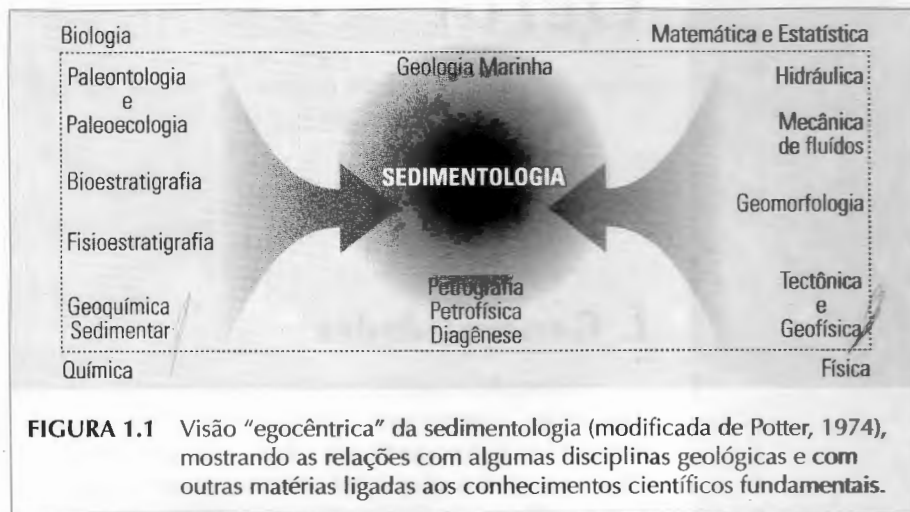 Biologia
Matemática e Estatística
Paleontologia
e
Paleoecologia
Bioestratigrafia
Fisioestratigrafia
Geoquímica
Sedimentar
Química
Geologia Marinha
SEDIMENTOLOGIA
Petrografia
Petrofísica
Diagênese
Hidráulica
Mecânica
de fluídos
Geomorfologia
Tectônica
e
Geofísica
Física
FIGURA 1.1 Visão "egocêntrica" da sedimentologia (modificada de Potter, 1974),
mostrando as relações com algumas disciplinas geológicas e com
outras matérias ligadas aos conhecimentos científicos fundamentais.